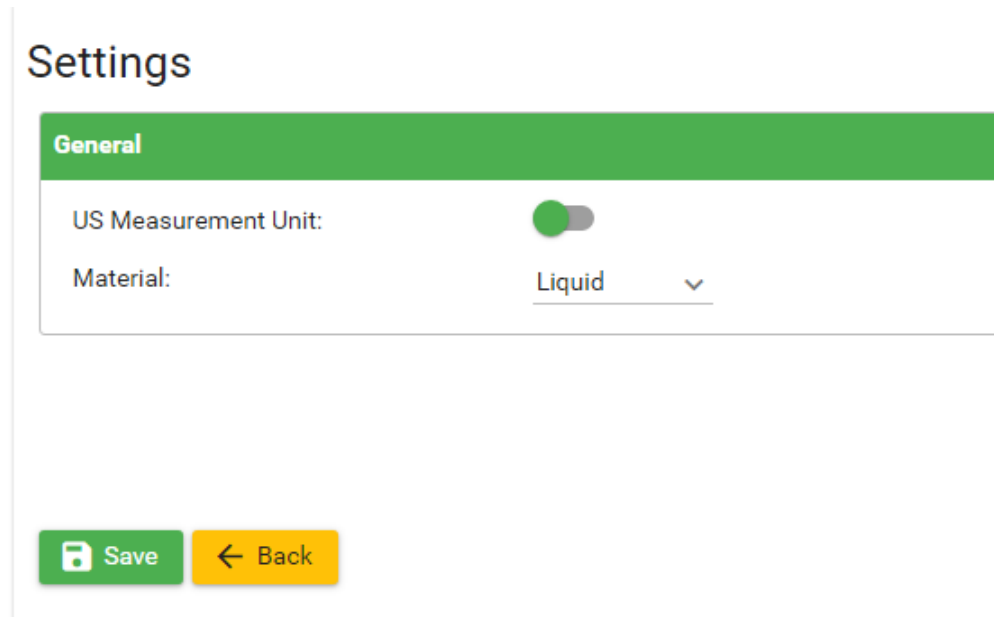 Settings
General
US Measurement Unit:
Material:
Liquid
Save
Back